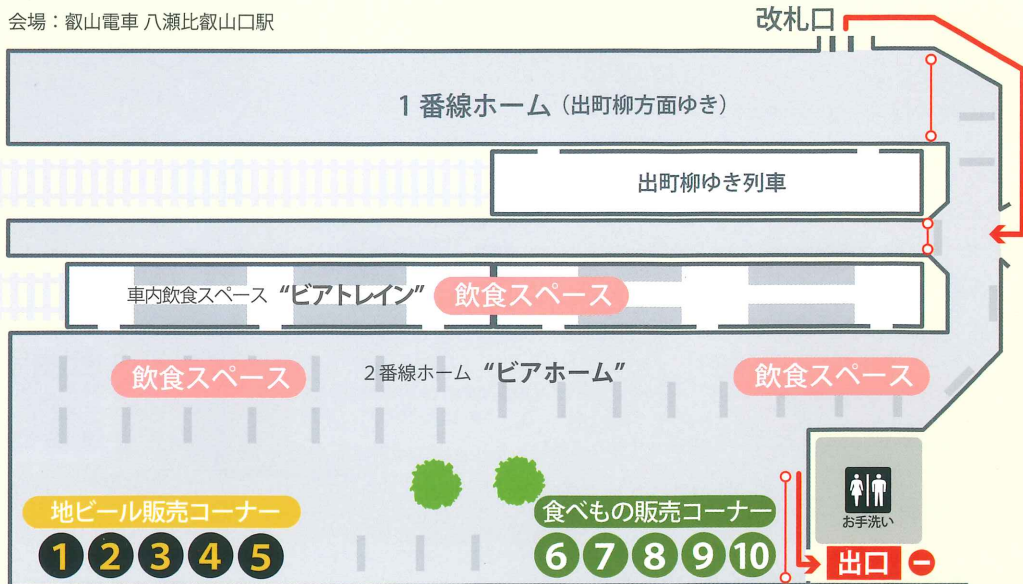 会場：叡山電車 八瀬比叡山口駅
改札口
1番線ホーム（出町柳方面ゆき）
出町柳ゆき列車
車内飲食スペース “ビアトレイン” 飲食スペース
2番線ホーム “ビアホーム”
飲食スペース
飲食スペース
地ビール販売コーナー
1 2 3 4 5
食べもの販売コーナー
6 7 8 9 10
お手洗い
出口